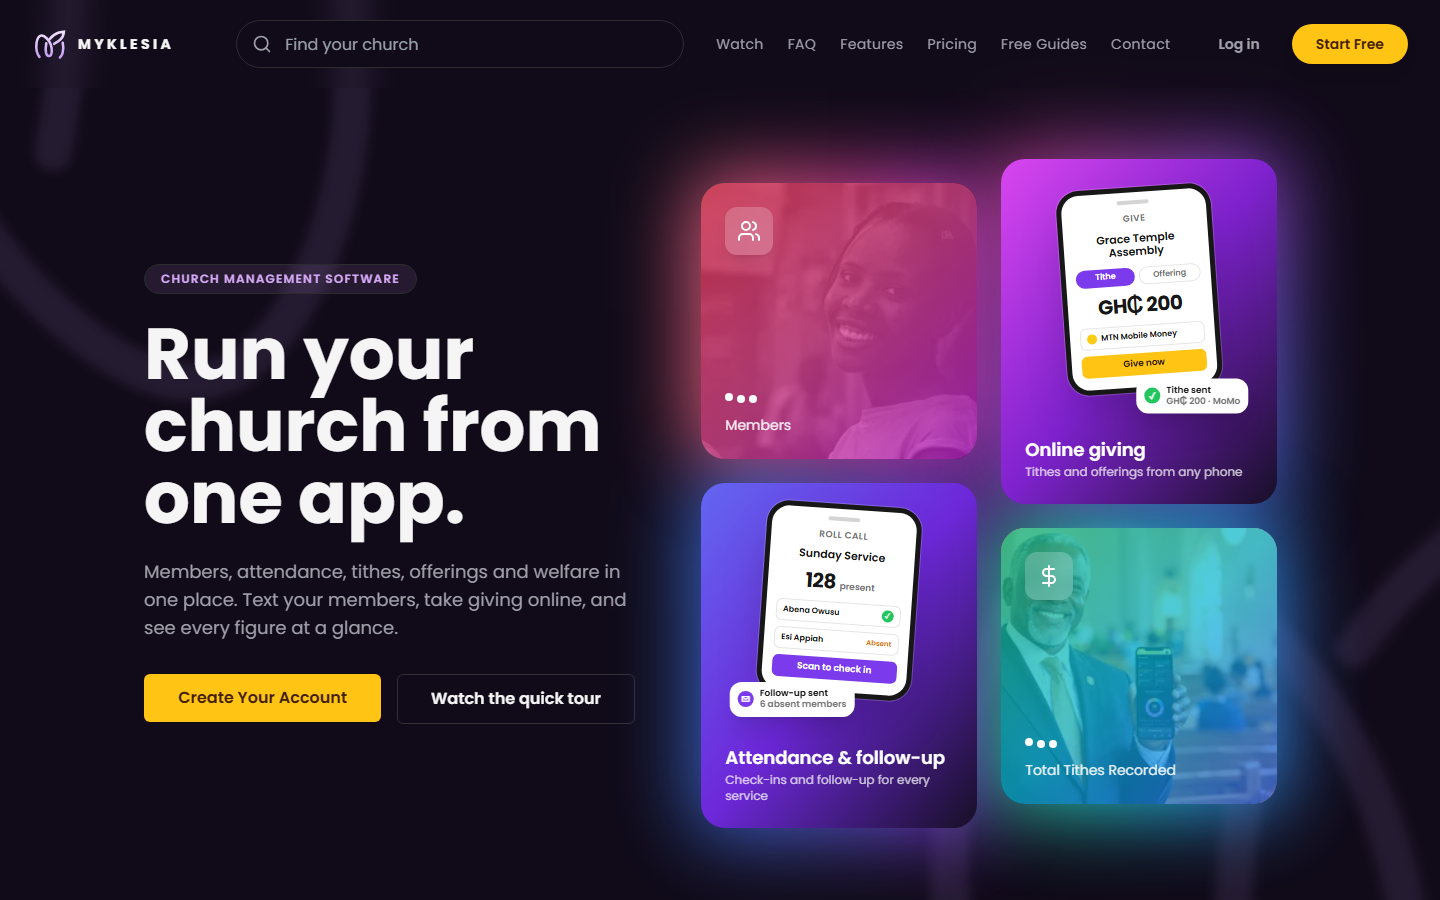 MYKLESIA
Find your church
Watch
FAQ
Features
Pricing
Free Guides
Contact
Log in
Start Free
CHURCH MANAGEMENT SOFTWARE
Run your
church from
one app.
Members, attendance, tithes, offerings and welfare in
one place. Text your members, take giving online, and
see every figure at a glance.
Create Your Account
Watch the quick tour
Members
GIVE
Grace Temple
Assembly
Tithe
Offering
GH₵ 200
MTN Mobile Money
Give now
Tithe sent
GH₵ 200 · MoMo
Online giving
Tithes and offerings from any phone
ROLL CALL
Sunday Service
128 present
Abena Owusu
Esi Appiah
Absent
Scan to check in
Follow-up sent
6 absent members
Attendance & follow-up
Check-ins and follow-up for every
service
$
Total Tithes Recorded